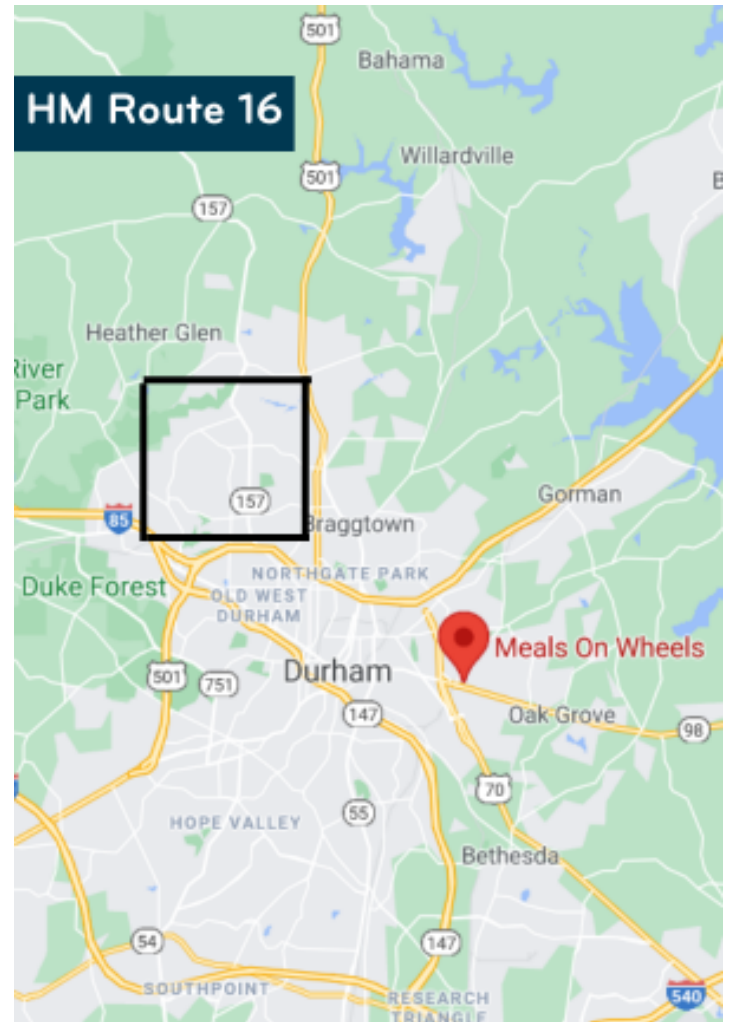 501
Bahama
HM Route 16
Willardville
501
157
Heather Glen
River
Park
157
Gorman
85
Braggtown
Duke Forest
NORTHGATE PARK
OLD WEST
DURHAM
Meals On Wheels
Durham
501
751
147
Oak Grove
98
70
55
HOPE VALLEY
Bethesda
54
147
SOUTHPOINT
RESEARCH
TRIANGLE
540